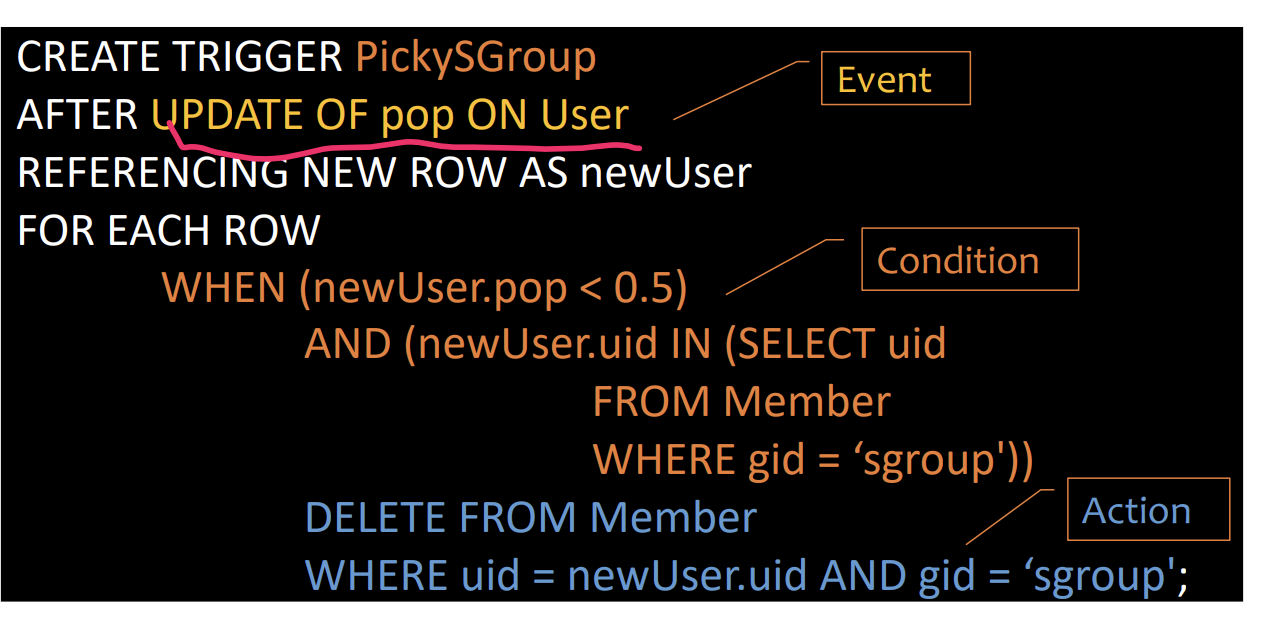 CREATE TRIGGER PickySGroup
Event
AFTER UPDATE OF pop ON User
REFERENCING NEW ROW AS newUser
FOR EACH ROW
Condition
WHEN (newUser.pop < 0.5)
AND (newUser.uid IN (SELECT uid
FROM Member
WHERE gid = ‘sgroup'))
Action
DELETE FROM Member
WHERE uid = newUser.uid AND gid = ‘sgroup';